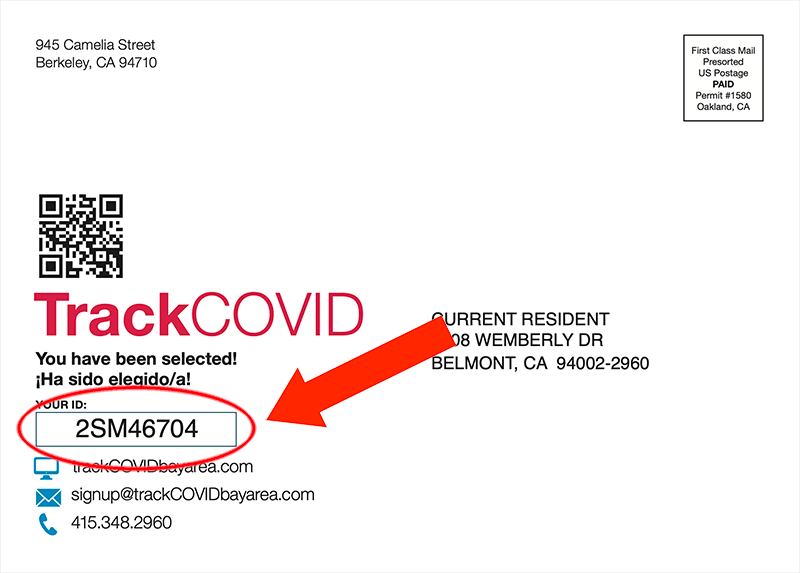 945 Camelia Street
Berkeley, CA 94710
First Class Mail
Presorted
US Postage
PAID
Permit #1580
Oakland, CA
TrackCOVID
You have been selected!
¡Ha sido elegido/a!
YOUR ID:
2SM46704
trackCOVIDbayarea.com
signup@trackCOVIDbayarea.com
415.348.2960
CURRENT RESIDENT
WEMBERLY DR
BELMONT, CA 94002-2960